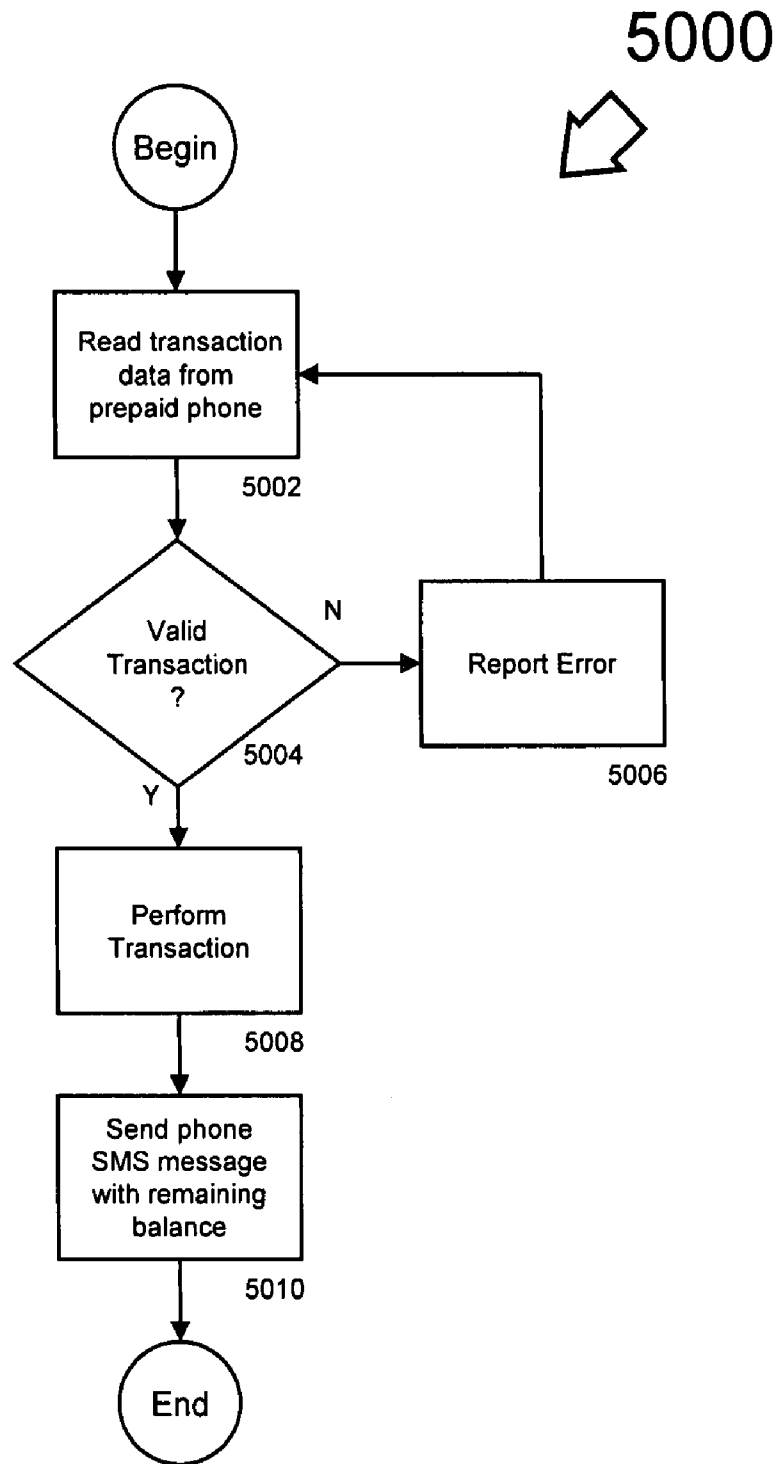 5000
Begin
Read transaction
data from
prepaid phone
5002
Valid
Transaction
?
5004
N
Report Error
5006
Y
Perform
Transaction
5008
Send phone
SMS message
with remaining
balance
5010
End